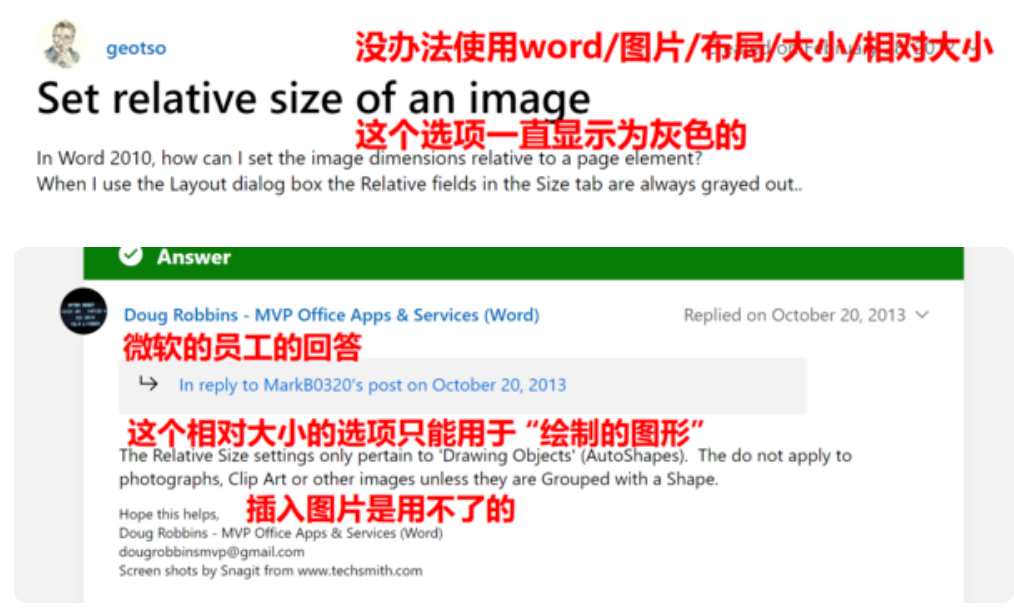 geotso
没办法使用word/图片/布局/大小/相对大小
Set relative size of an image
这个选项一直显示为灰色的
In Word 2010, how can I set the image dimensions relative to a page element?
When I use the Layout dialog box the Relative fields in the Size tab are always grayed out..
Answer
Doug Robbins - MVP Office Apps & Services (Word)
Replied on October 20, 2013
微软的员工的回答
In reply to MarkB0320's post on October 20, 2013
这个相对大小的选项只能用于“绘制的图形”
The Relative Size settings only pertain to 'Drawing Objects' (AutoShapes). The do not apply to
photographs, Clip Art or other images unless they are Grouped with a Shape.
插入图片是用不了的
Hope this helps,
Doug Robbins - MVP Office Apps & Services (Word)
dougrobbinsmvp@gmail.com
Screen shots by Snagit from www.techsmith.com